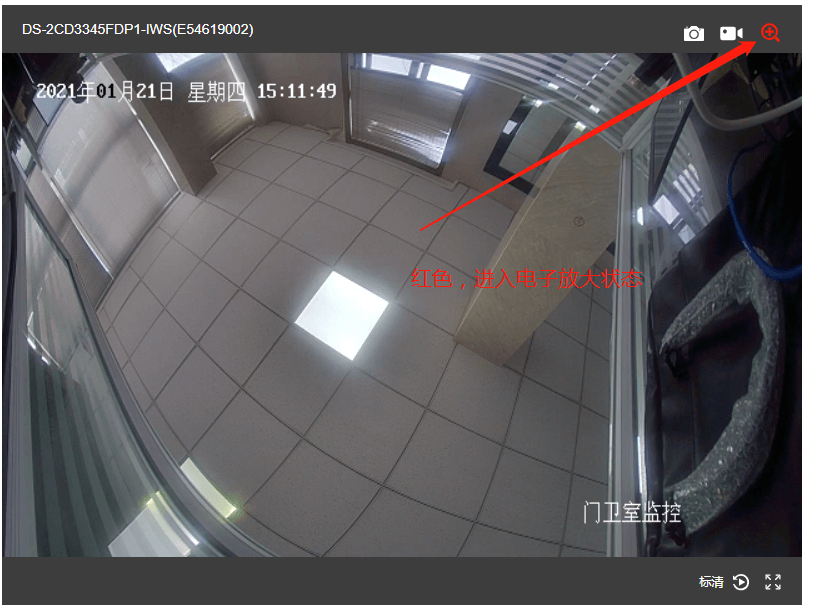 DS-2CD3345FDP1-IWS(E54619002)
2021年01月21日 星期四 15:11:49
红色，进入电子放大状态
门卫室监控
标清